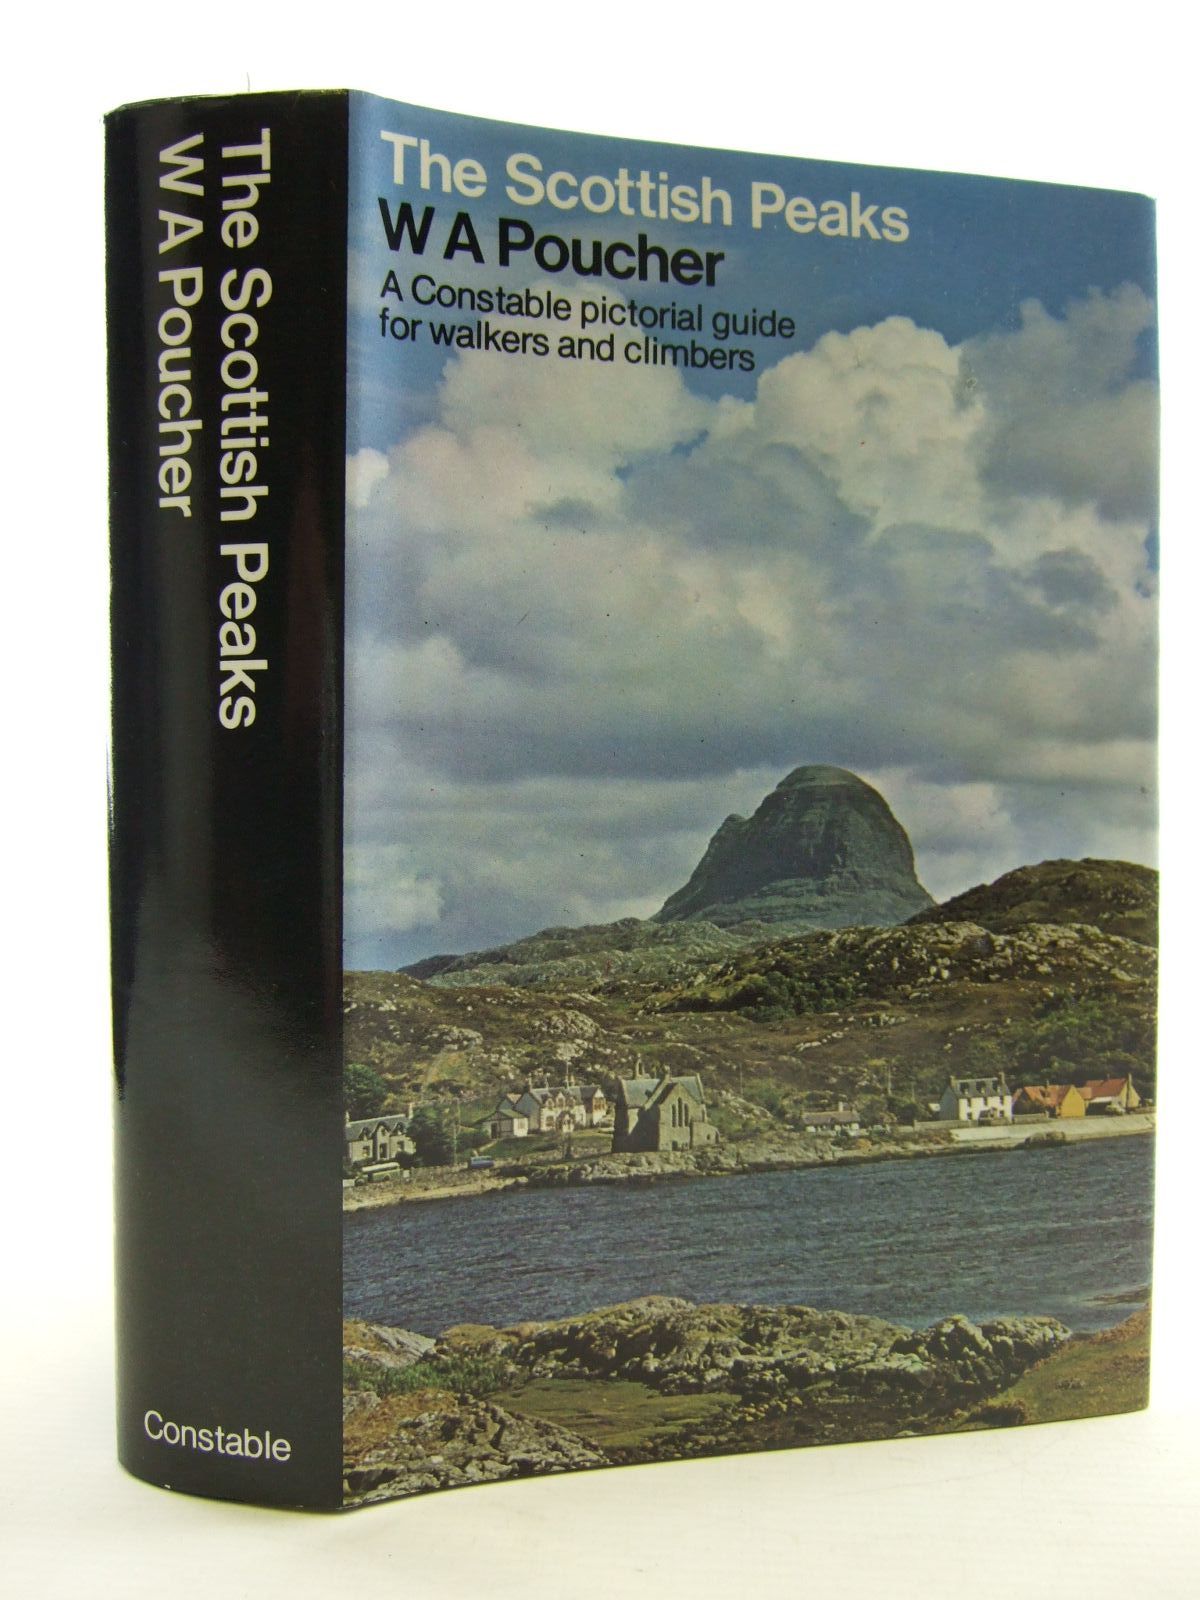 The Scottish Peaks
W A Poucher
A Constable pictorial guide
for walkers and climbers
The Scottish Peaks
W A Poucher
Constable